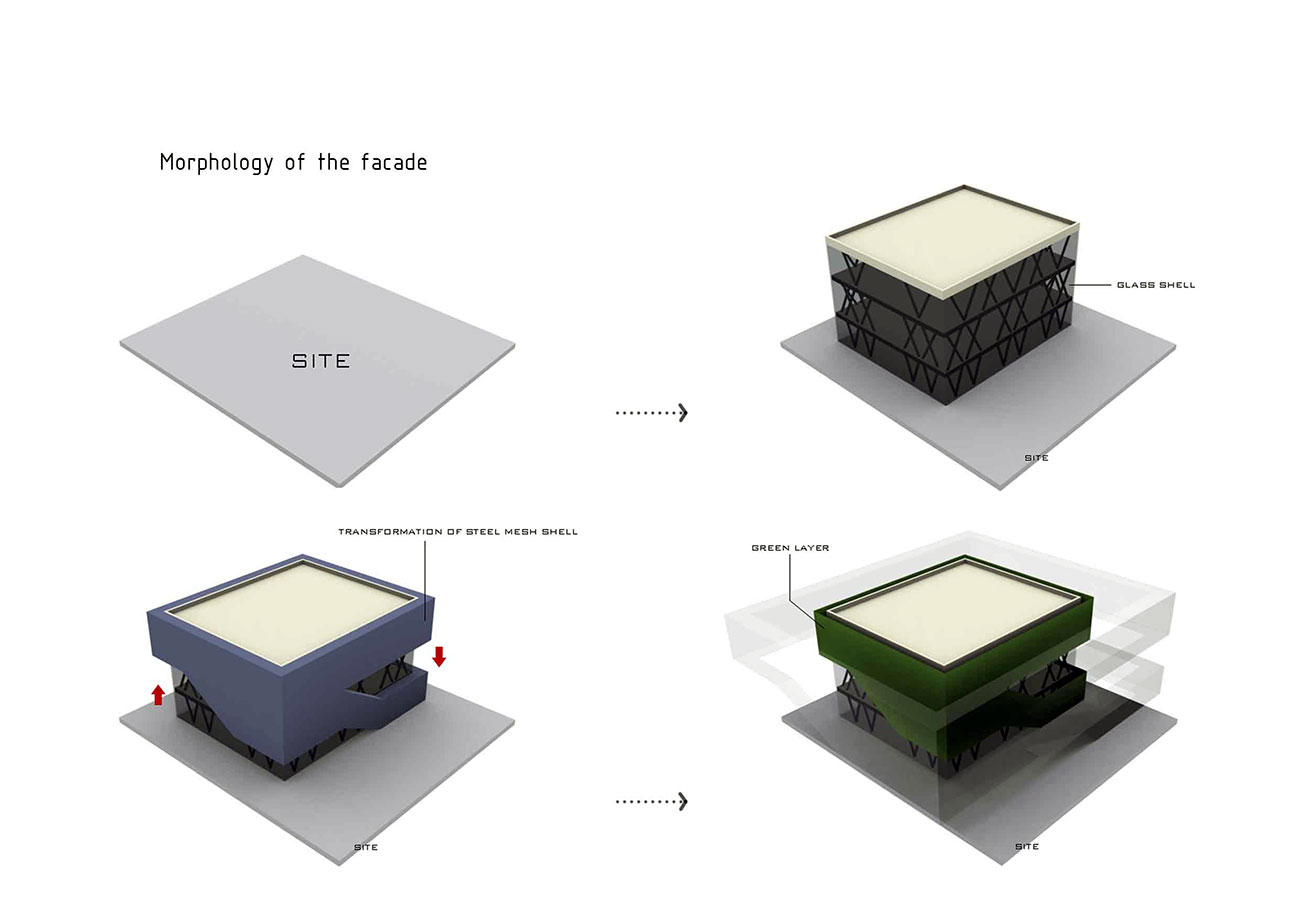 Morphology of the facade
SITE
GLASS SHELL
SITE
TRANSFORMATION OF STEEL MESH SHELL
SITE
GREEN LAYER
SITE